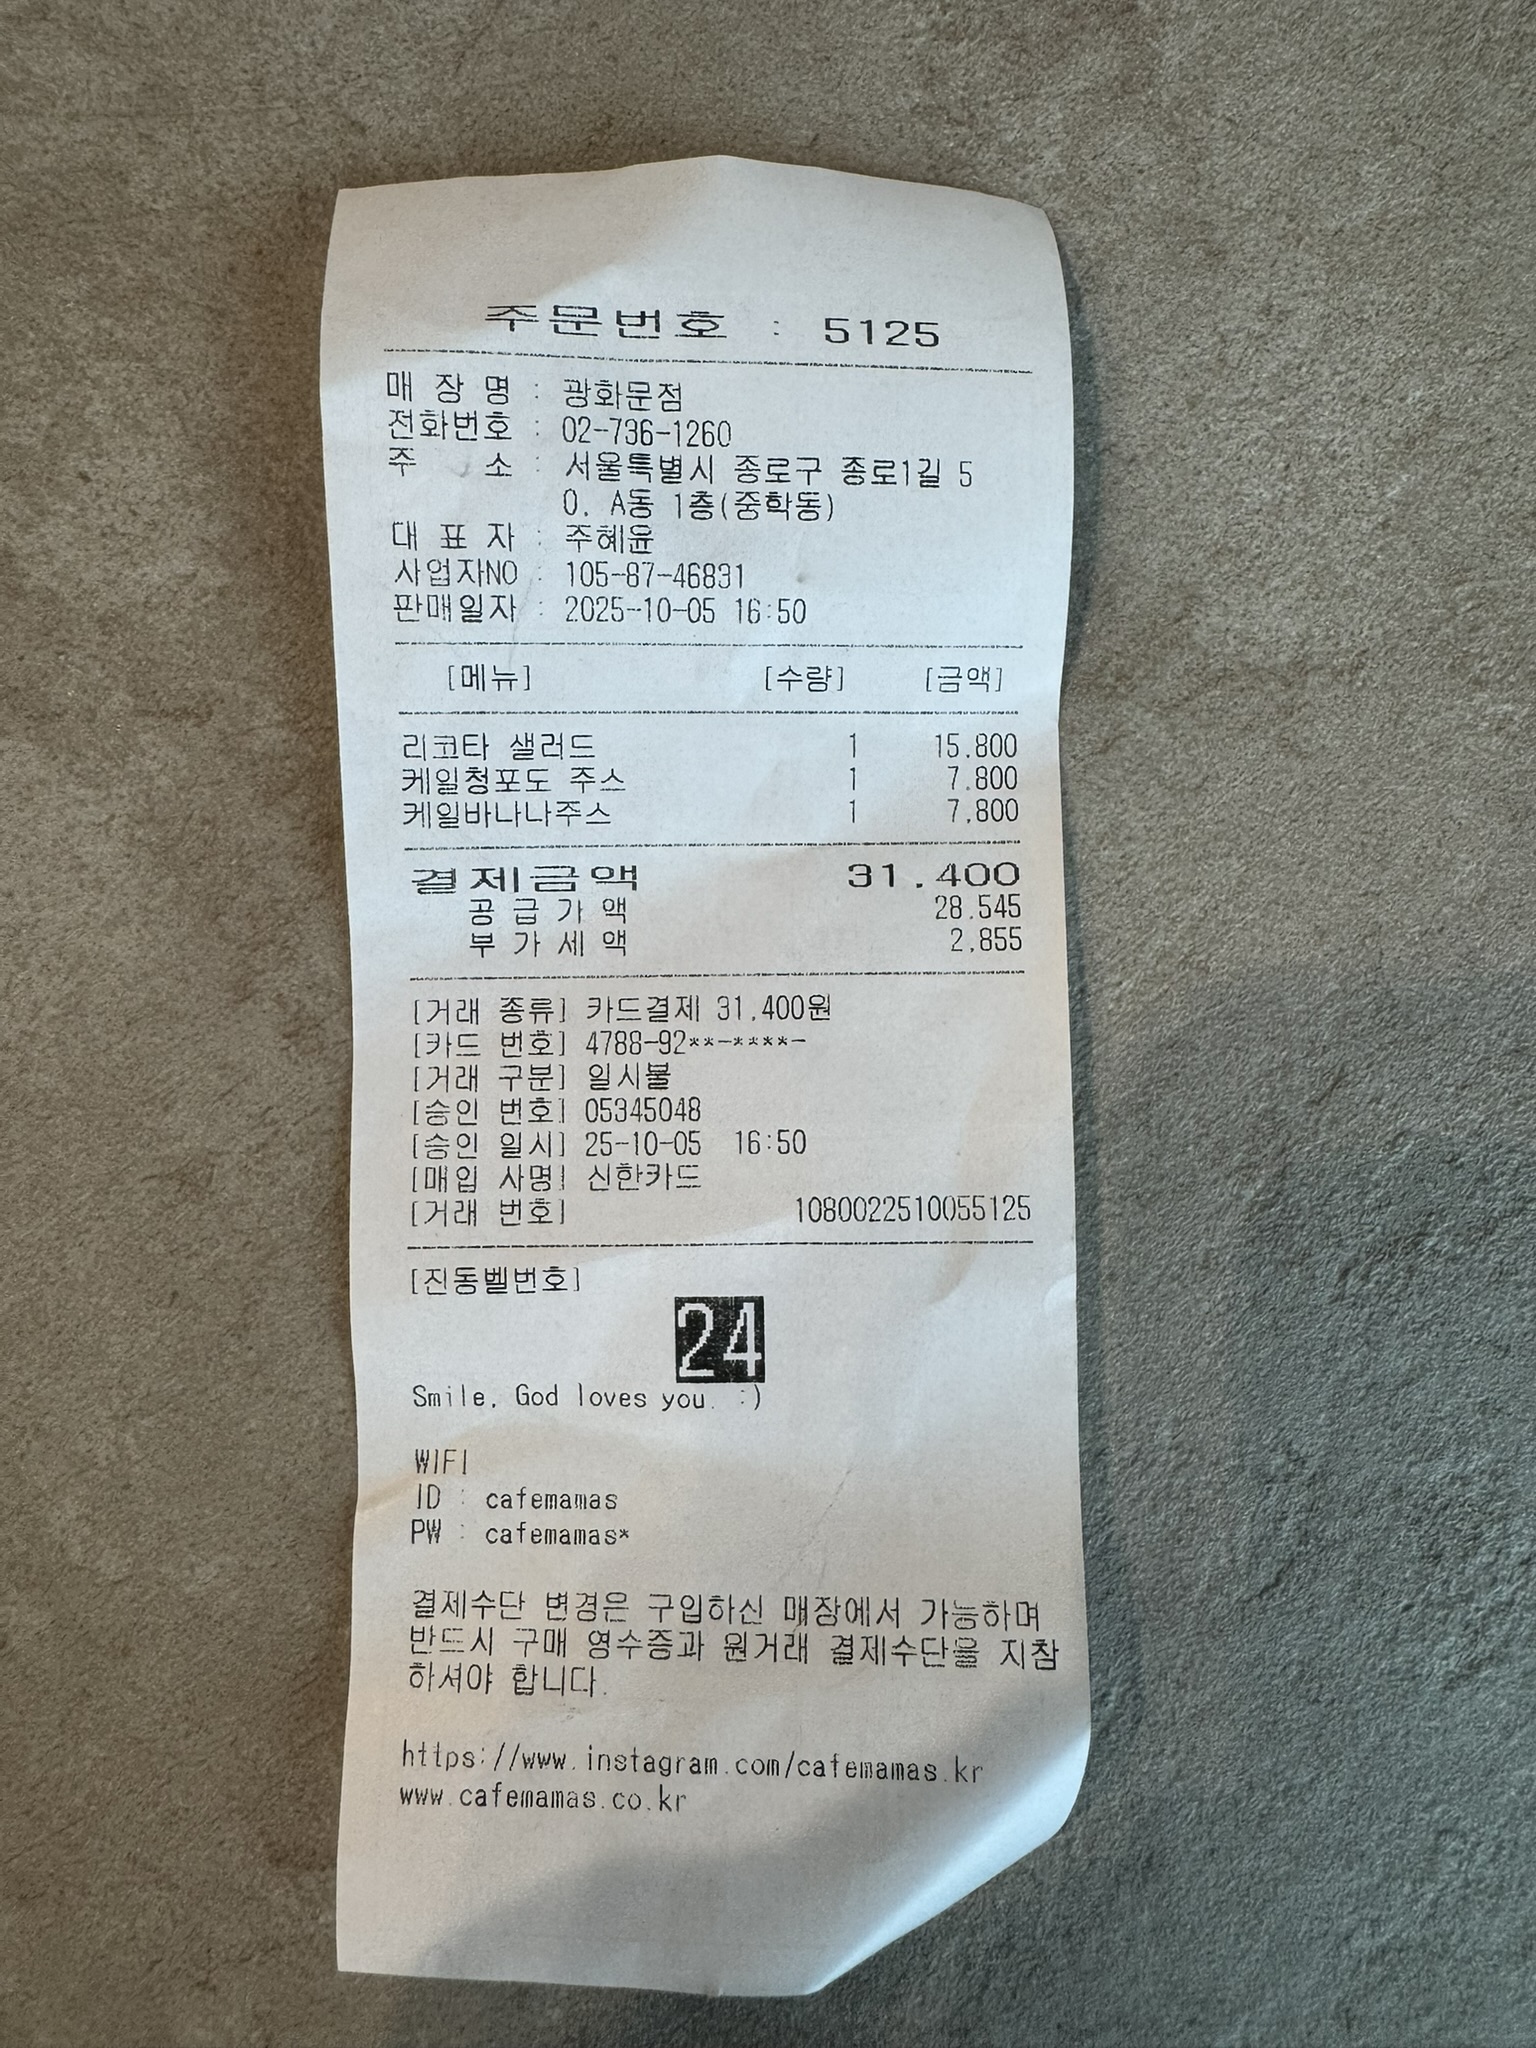 주문번호 : 5125
매 장 명 : 광화문점
전화번호 : 02-736-1260
주 소 : 서울특별시 종로구 종로1길 5
0, A동 1층(중학동)
대 표 자 : 주혜윤
사업자NO : 105-87-46831
판매일자 : 2025-10-05 16:50
[메뉴] [수량] [금액]
리코타 샐러드 1 15,800
케일청포도 주스 1 7,800
케일바나나주스 1 7,800
결제금액 31,400
공 급 가 액 28,545
부 가 세 액 2,855
[거래 종류] 카드결제 31,400원
[카드 번호] 4788-92**-****-
[거래 구분] 일시불
[승인 번호] 05345048
[승인 일시] 25-10-05 16:50
[매입 사명] 신한카드
[거래 번호] 1080022510055125
[진동벨번호]
24
Smile, God loves you. :)
WIFI
ID : cafemamas
PW : cafemamas*
결제수단 변경은 구입하신 매장에서 가능하며
반드시 구매 영수증과 원거래 결제수단을 지참
하셔야 합니다.
https://www.instagram.com/cafemamas.kr
www.cafemamas.co.kr